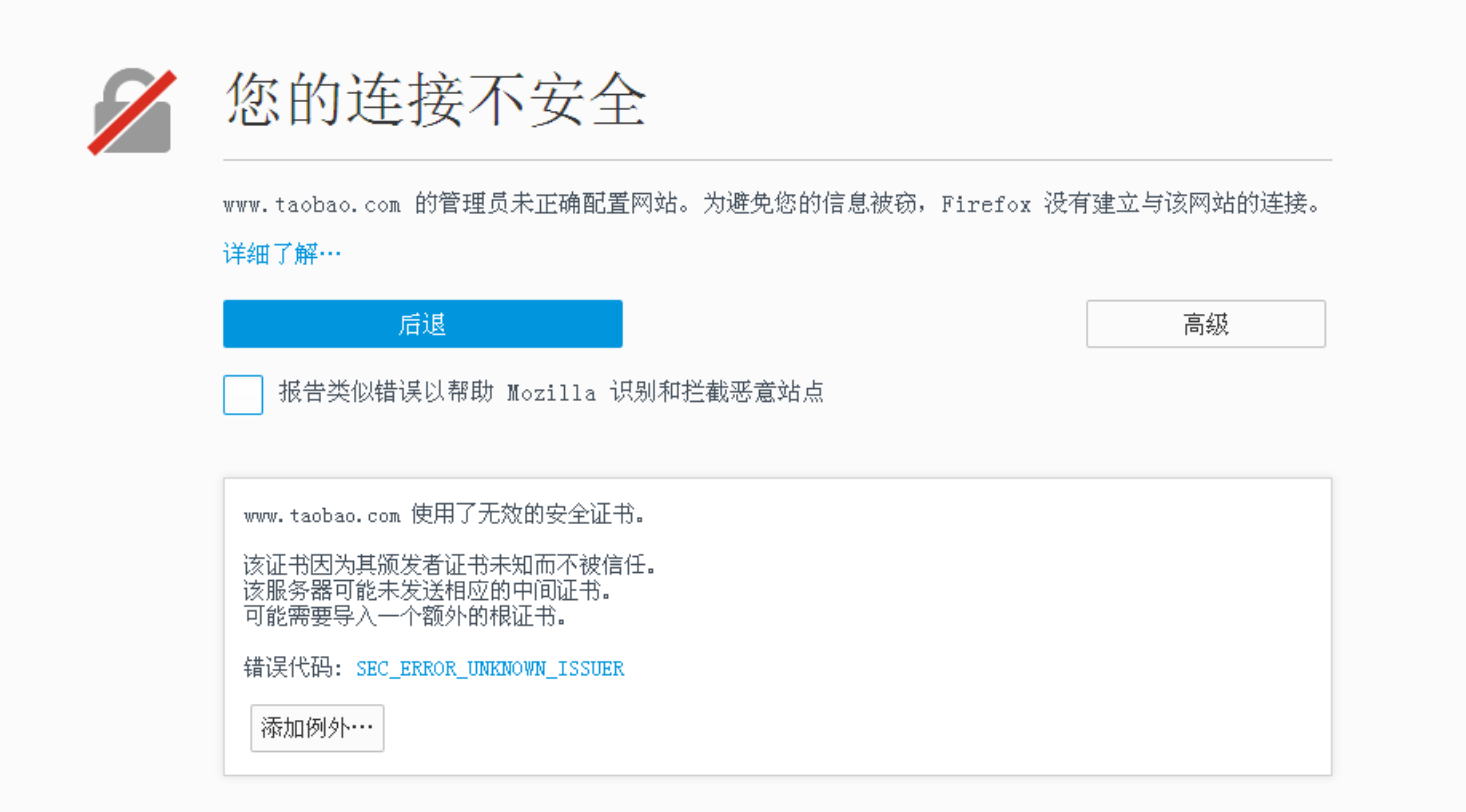 您的连接不安全
www.taobao.com 的管理员未正确配置网站。为避免您的信息被窃，Firefox 没有建立与该网站的连接。
详细了解…
后退
高级
报告类似错误以帮助 Mozilla 识别和拦截恶意站点
www.taobao.com 使用了无效的安全证书。
该证书因为其颁发者证书未知而不被信任。
该服务器可能未发送相应的中间证书。
可能需要导入一个额外的根证书。
错误代码: SEC_ERROR_UNKNOWN_ISSUER
添加例外…